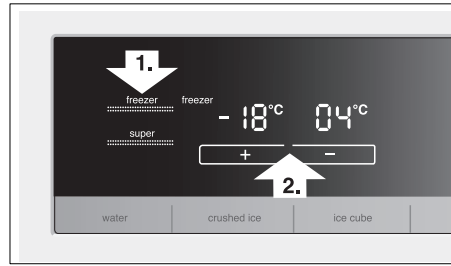 1.
freezer freezer
-18°C 04°C
super
+ −
2.
water crushed ice ice cube